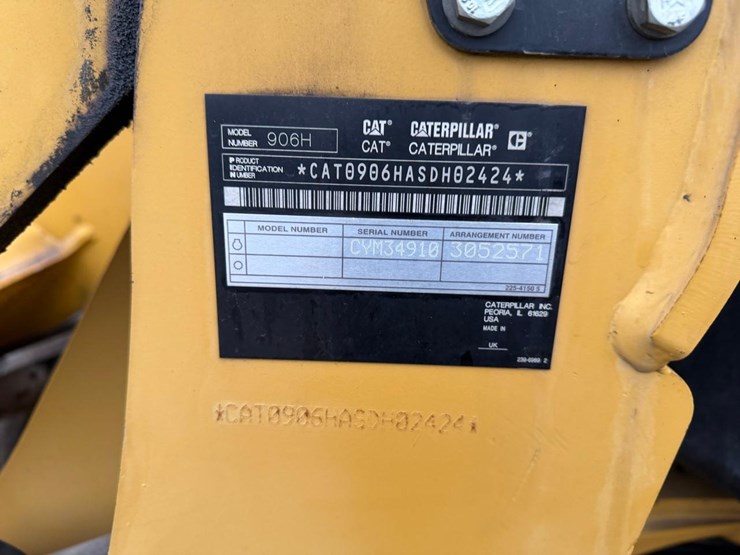 MODEL NUMBER 906H
CAT® CATERPILLAR® C®
CAT® CATERPILLAR®
PRODUCT IDENTIFICATION NUMBER *CAT0906HASDH02424*
MODEL NUMBER SERIAL NUMBER ARRANGEMENT NUMBER
CYM34910 3052571
225-4150 3
CATERPILLAR INC.
PEORIA, IL 61629
USA
MADE IN
UK
*CAT0906HASDH02424*